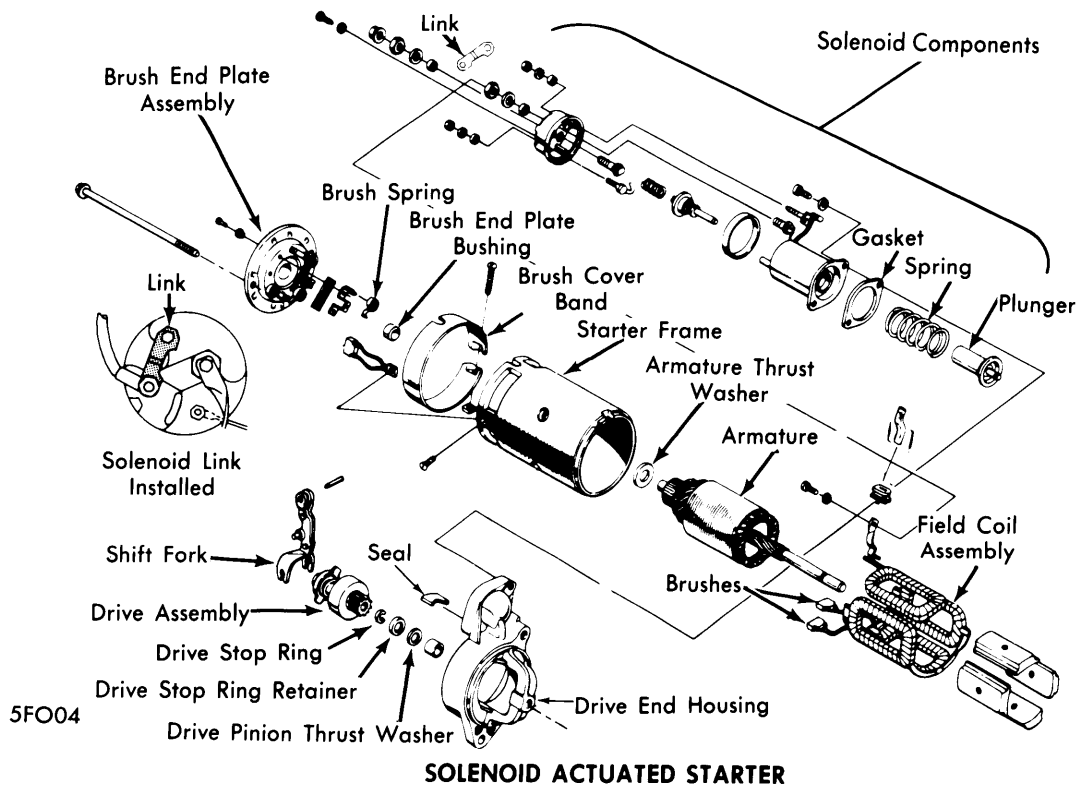 Link
Solenoid Components
Brush End Plate
Assembly
Brush Spring
Brush End Plate
Bushing
Gasket
Spring
Brush Cover
Band
Link
Plunger
Starter Frame
Armature Thrust
Washer
Armature
Solenoid Link
Installed
Field Coil
Assembly
Shift Fork
Seal
Brushes
Drive Assembly
Drive Stop Ring
Drive Stop Ring Retainer
Drive End Housing
5FO04
Drive Pinion Thrust Washer
SOLENOID ACTUATED STARTER